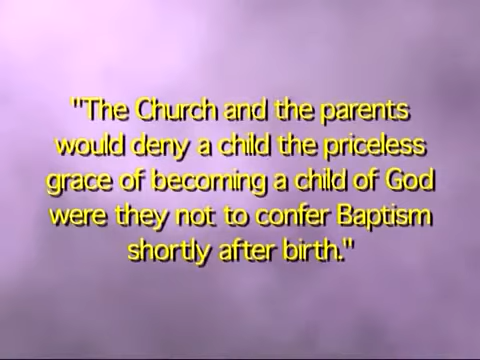 "The Church and the parents
would deny a child the priceless
grace of becoming a child of God
were they not to confer Baptism
shortly after birth."